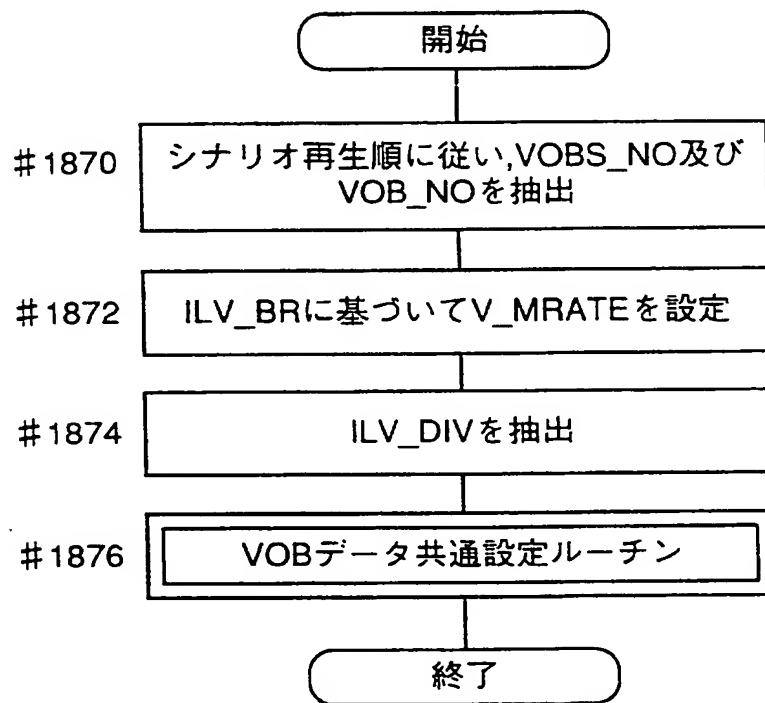 開始
#1870
シナリオ再生順に従い,VOBS_NO及び
VOB_NOを抽出
#1872
ILV_BRに基づいてV_MRATEを設定
#1874
ILV_DIVを抽出
#1876
VOBデータ共通設定ルーチン
終了